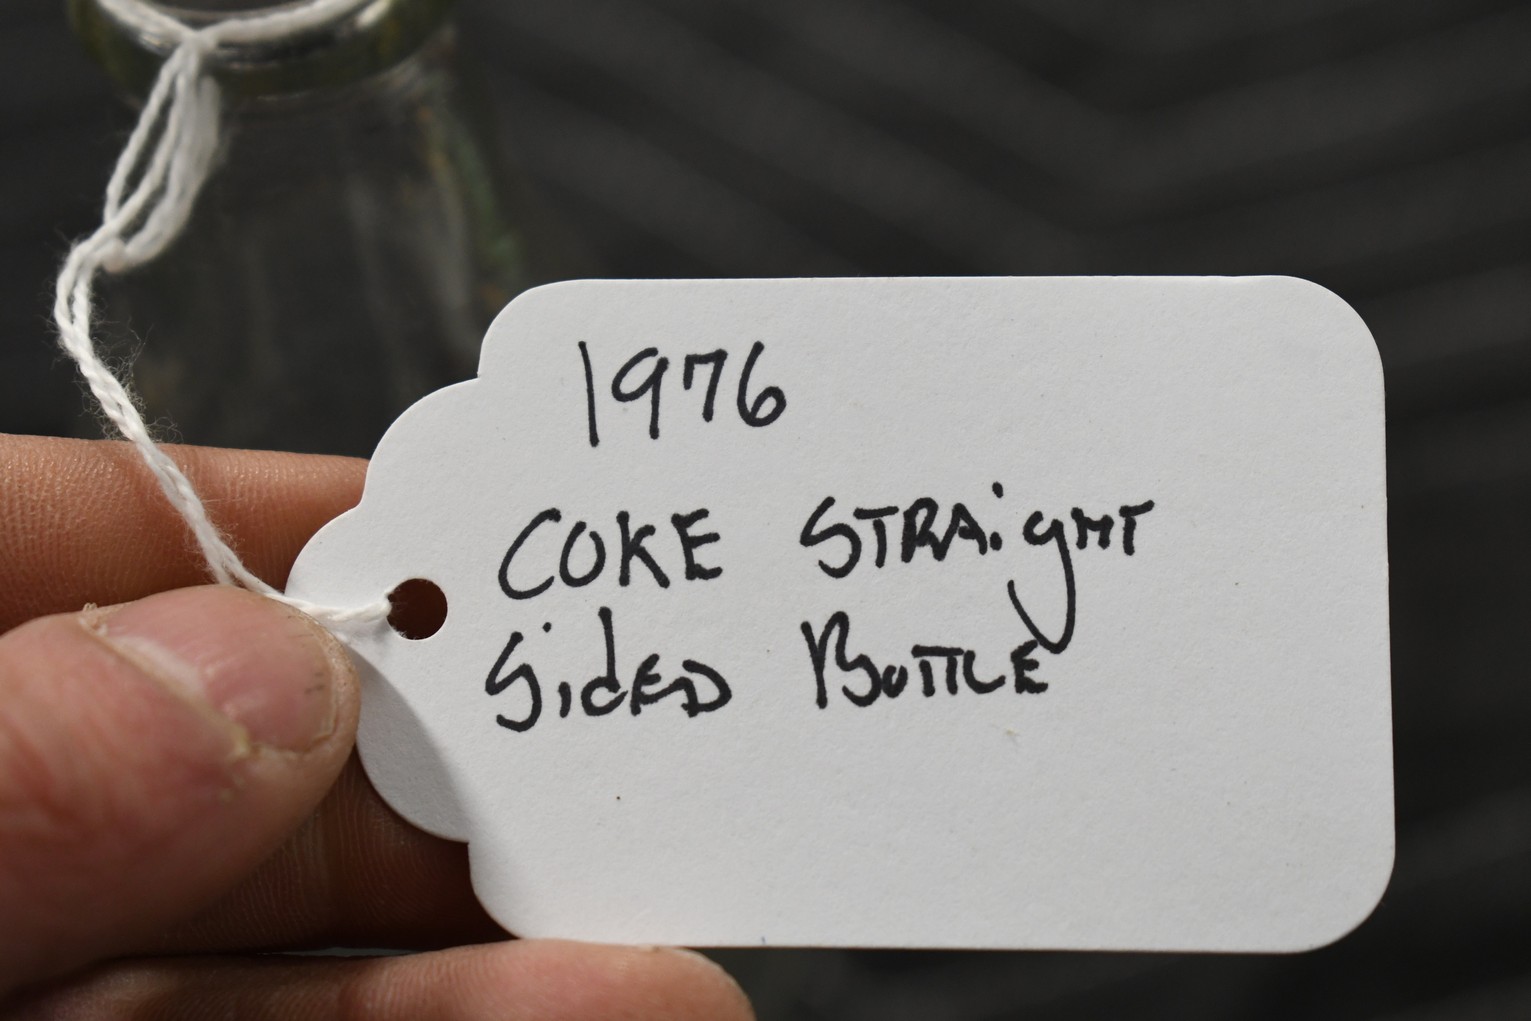 1976
COKE STRAigHT
SidED BOTTLE